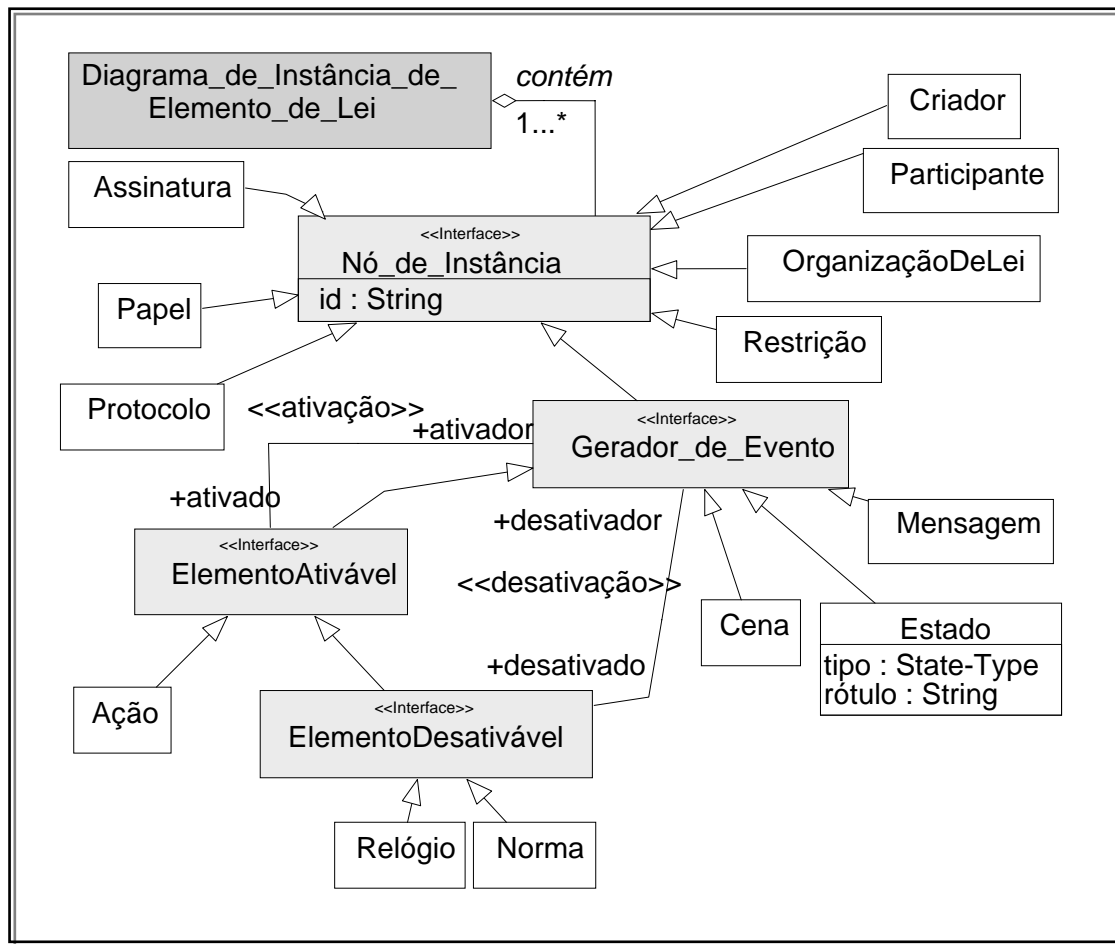 Diagrama_de_Instância_de_
Elemento_de_Lei
contém
1...*
Criador
Participante
Assinatura
<<Interface>>
Nó_de_Instância
id : String
OrganizaçãoDeLei
Papel
Restrição
Protocolo
<<ativação>>
+ativador
<<Interface>>
Gerador_de_Evento
+ativado
+desativador
Mensagem
<<Interface>>
ElementoAtivável
<<desativação>>
Cena
Estado
tipo : State-Type
rótulo : String
+desativado
Ação
<<Interface>>
ElementoDesativável
Relógio
Norma